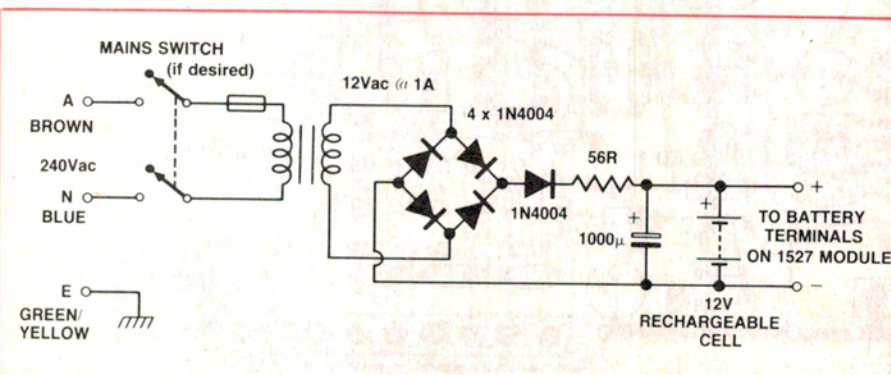 MAINS SWITCH
(if desired)
12Vac @ 1A
A
4 x 1N4004
BROWN
56R
240Vac
+
+
+
1N4004
N
TO BATTERY
TERMINALS
ON 1527 MODULE
BLUE
1000μ
E
−
GREEN/
YELLOW
12V
RECHARGEABLE
CELL